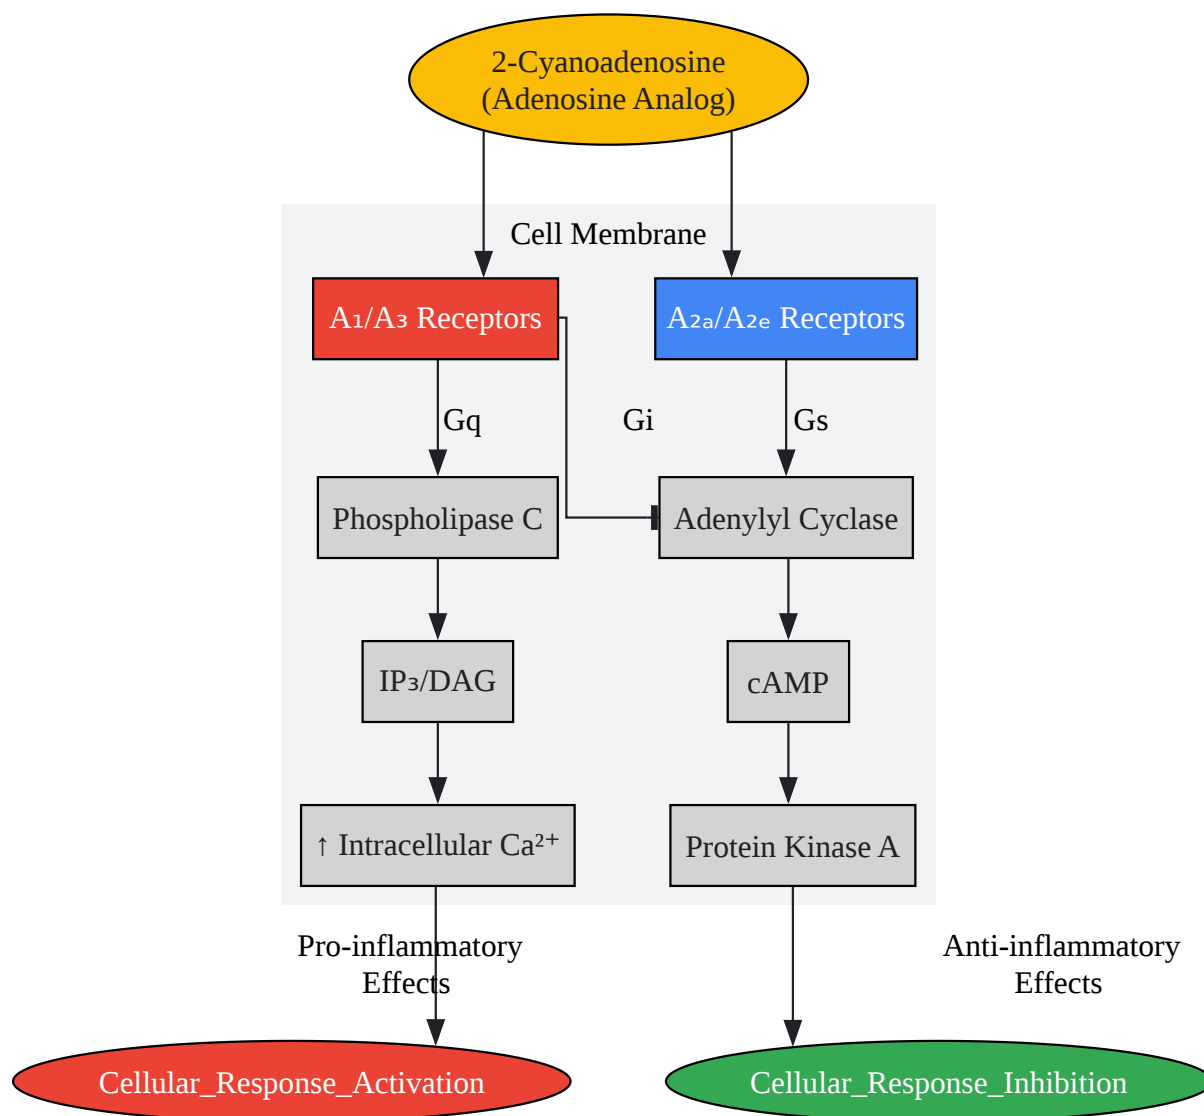 2-Cyanoadenosine
(Adenosine Analog)
Cell Membrane
A₁/A₃ Receptors
A₂ₐ/A₂ₑ Receptors
Gq
Gi
Gs
Phospholipase C
Adenylyl Cyclase
IP₃/DAG
cAMP
↑ Intracellular Ca²⁺
Protein Kinase A
Pro-inflammatory
Effects
Anti-inflammatory
Effects
Cellular_Response_Activation
Cellular_Response_Inhibition